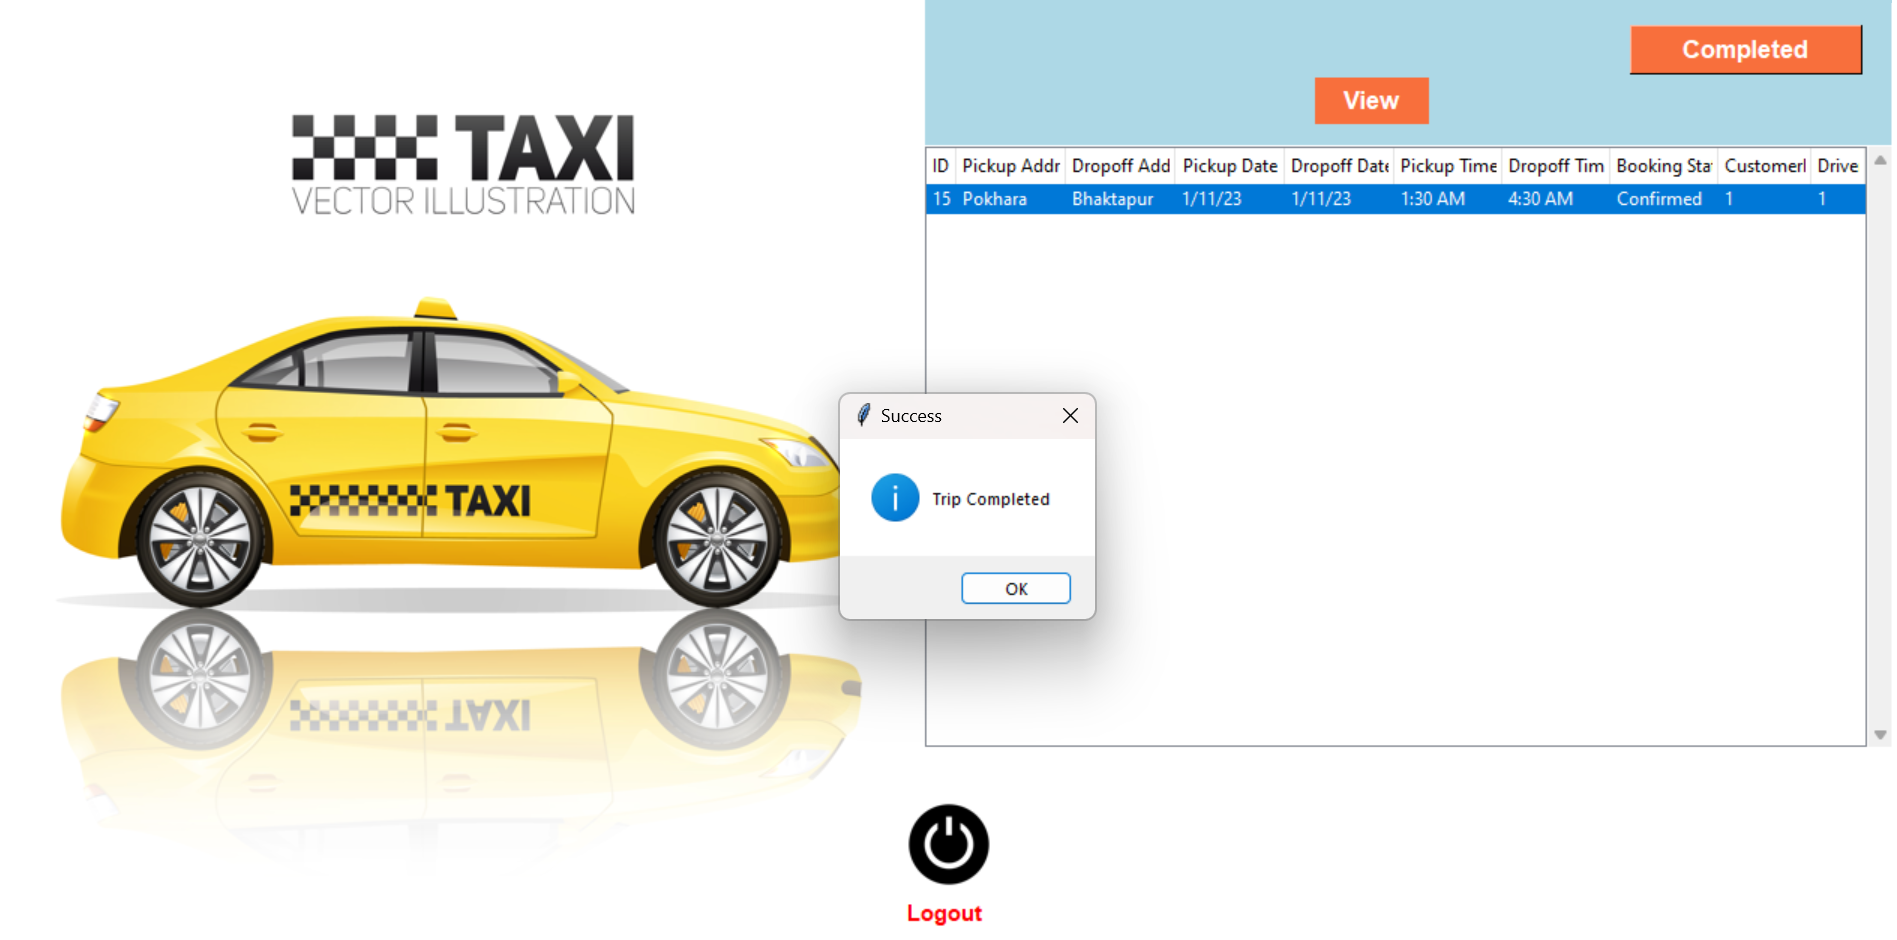 TAXI
VECTOR ILLUSTRATION
TAXI
Completed
View
ID Pickup Addr Dropoff Add Pickup Date Dropoff Date Pickup Time Dropoff Tim Booking Sta CustomerI Drive
15 Pokhara Bhaktapur 1/11/23 1/11/23 1:30 AM 4:30 AM Confirmed 1 1
Success
Trip Completed
OK
Logout